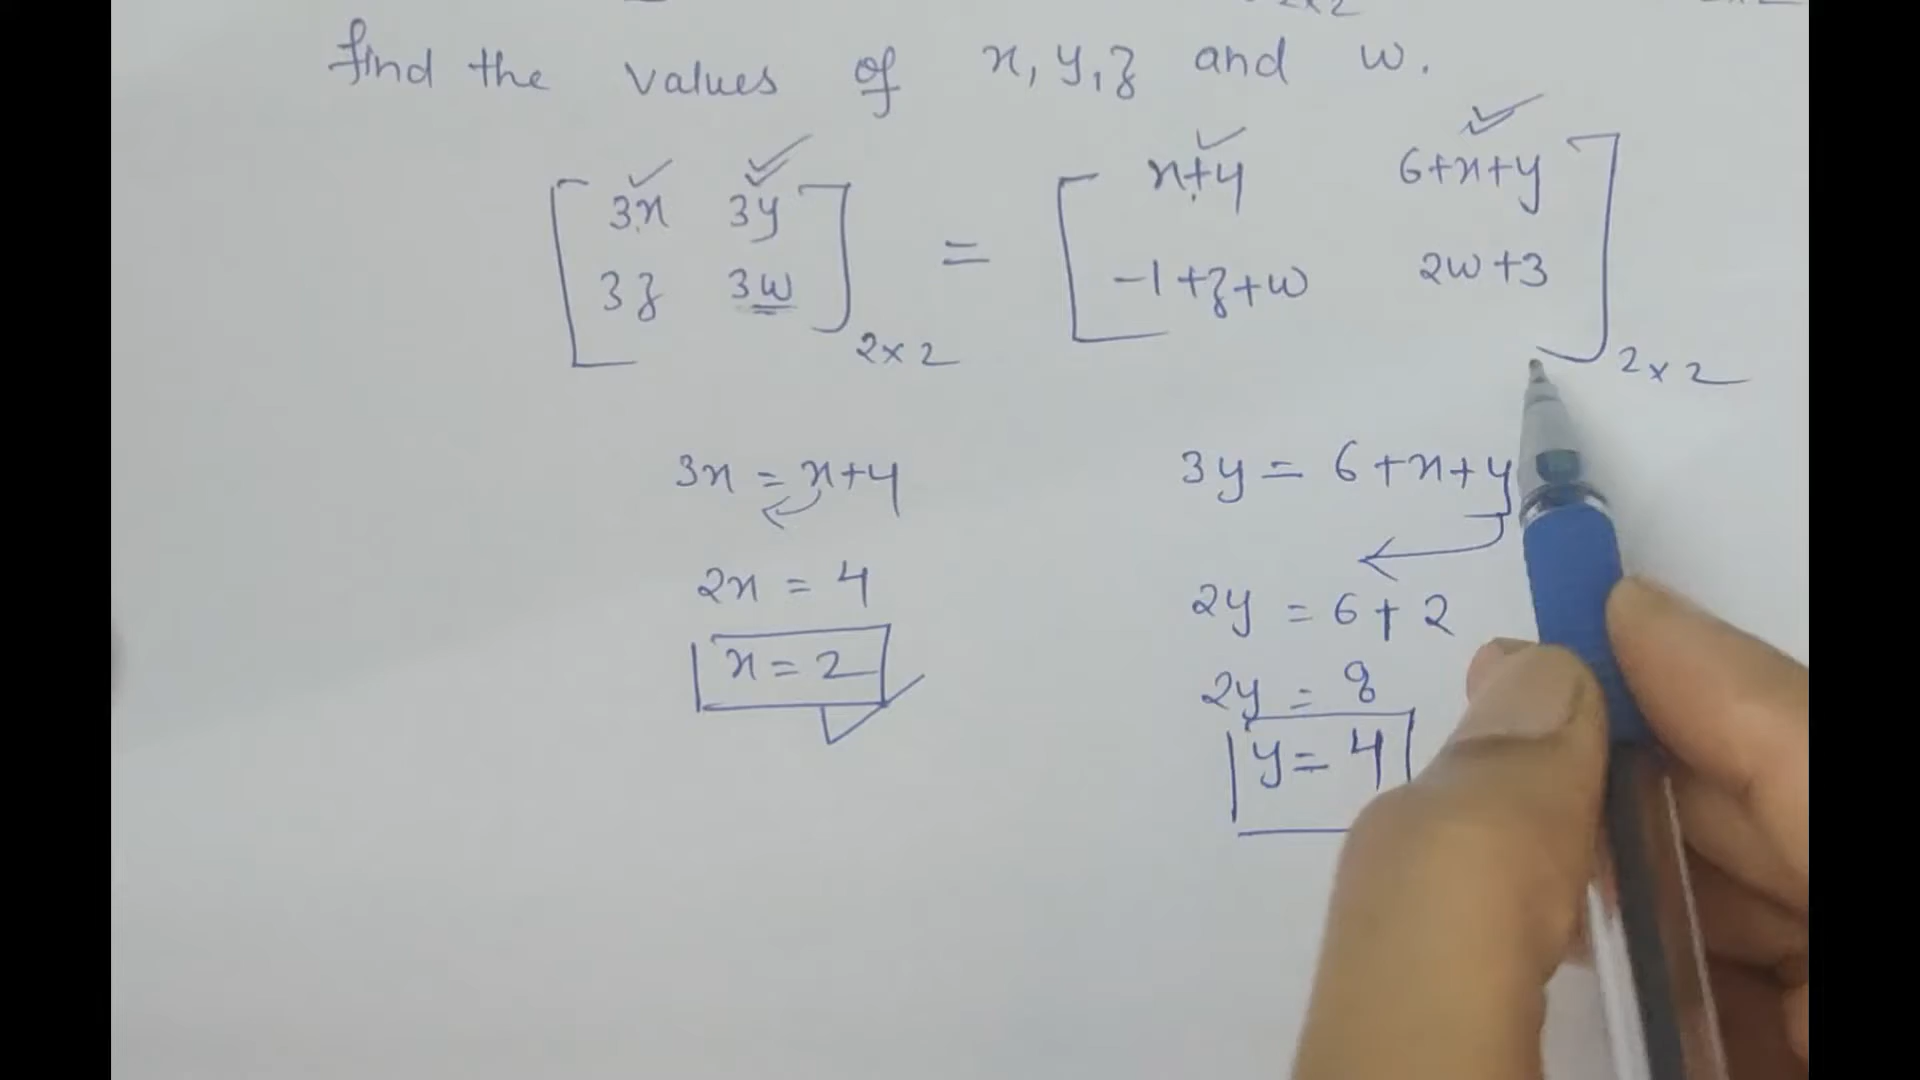 find the values of x, y, z and w.
[ 3x 3y = [ x+4 6+x+y ]
3z 3w ] 2×2 -1+z+w 2w+3 ] 2×2
3x = x+4 3y = 6+x+y
2x = 4 2y = 6+2
x = 2 2y = 8
y = 4